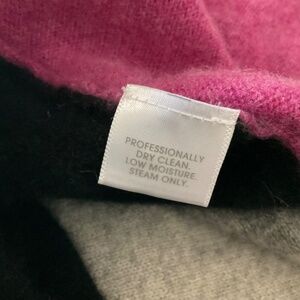 PROFESSIONALLY
DRY CLEAN.
LOW MOISTURE.
STEAM ONLY.